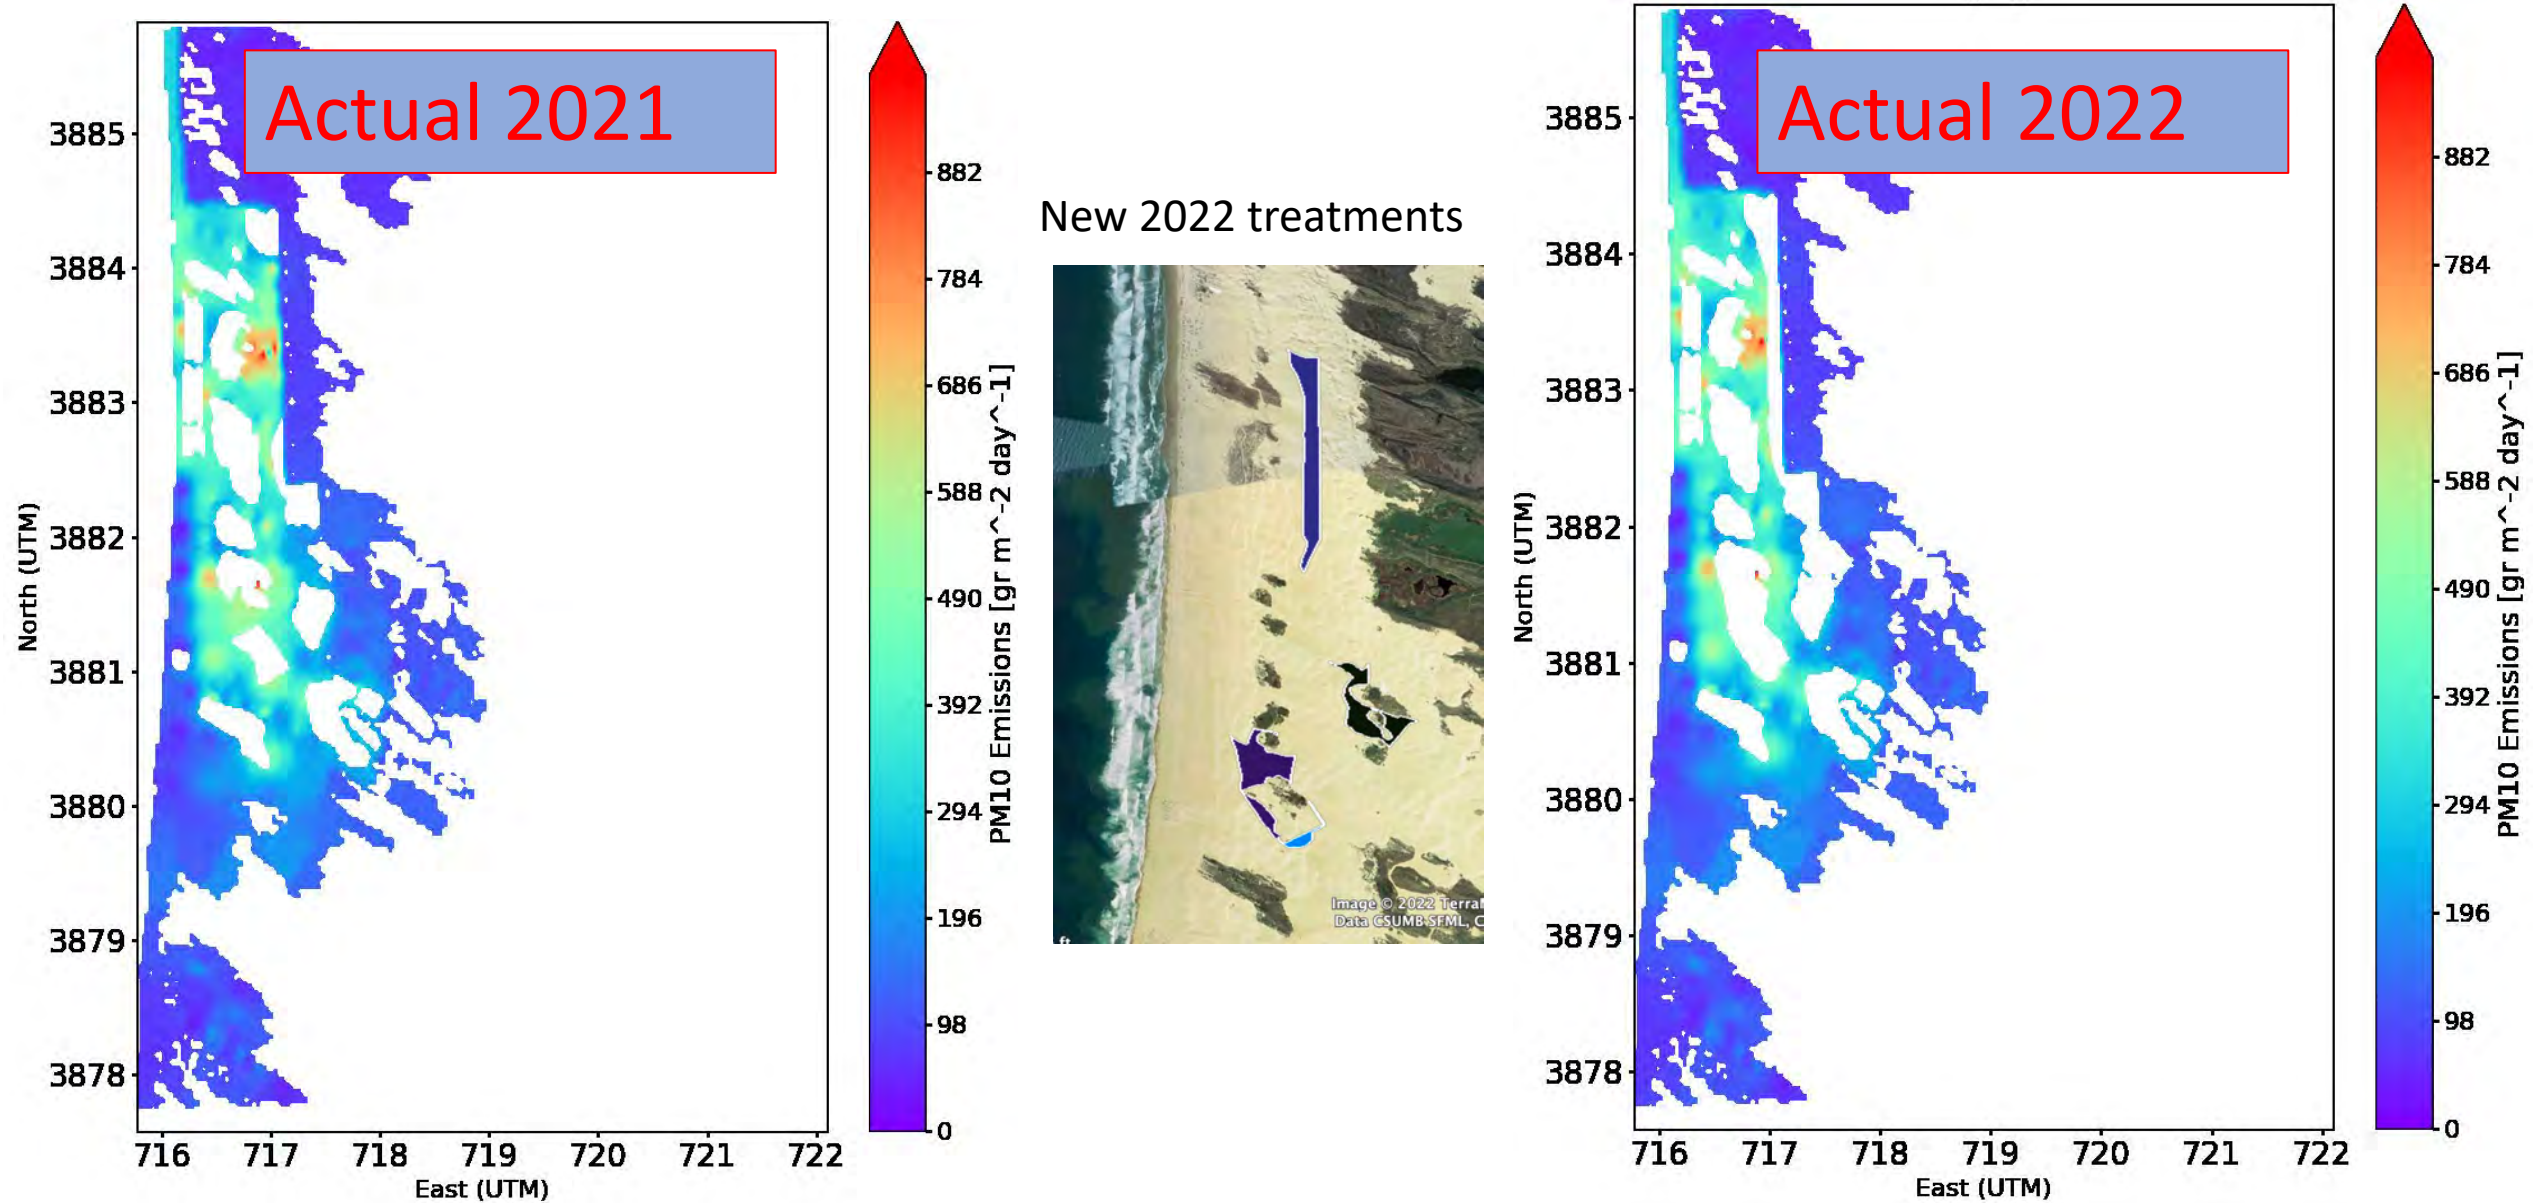 Actual 2021
3885
3884
3883
3882
3881
3880
3879
3878
North (UTM)
716 717 718 719 720 721 722
East (UTM)
882
784
686
588
490
392
294
196
98
0
PM10 Emissions [gr m^-2 day^-1]
New 2022 treatments
Image © 2022 Terra
Data CSUMB SFML, C
ft
Actual 2022
3885
3884
3883
3882
3881
3880
3879
3878
North (UTM)
716 717 718 719 720 721 722
East (UTM)
882
784
686
588
490
392
294
196
98
0
PM10 Emissions [gr m^-2 day^-1]